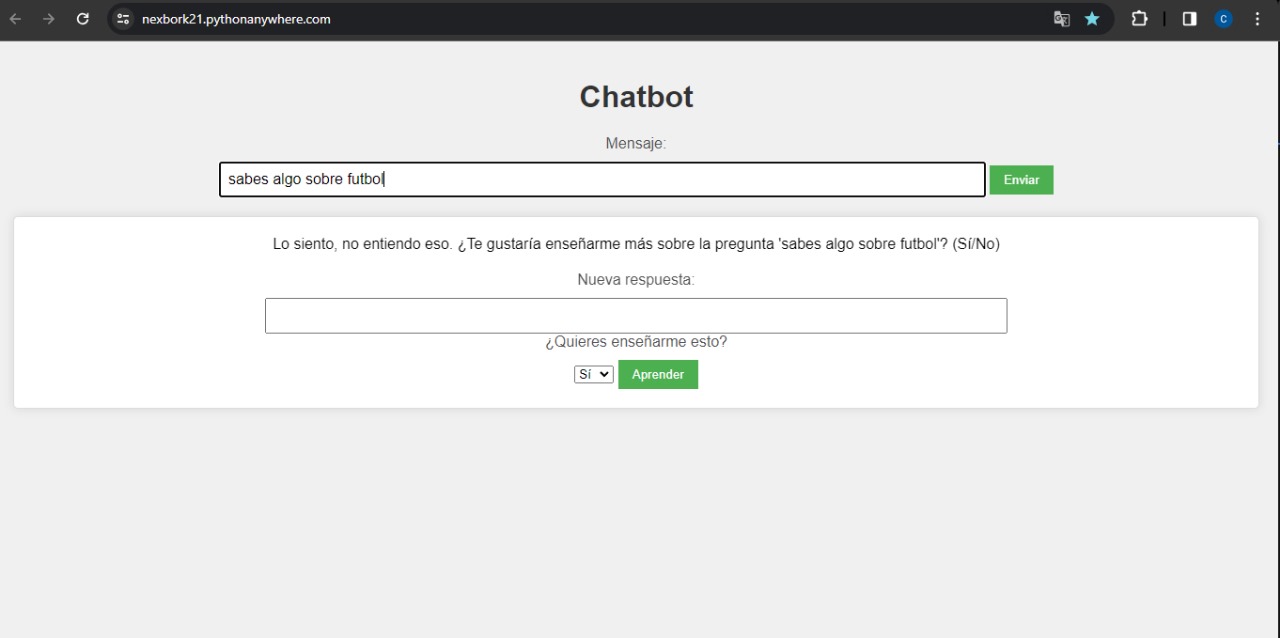 nexbork21.pythonanywhere.com
C
Chatbot
Mensaje:
sabes algo sobre futbol
Enviar
Lo siento, no entiendo eso. ¿Te gustaría enseñarme más sobre la pregunta 'sabes algo sobre futbol'? (Sí/No)
Nueva respuesta:
¿Quieres enseñarme esto?
Sí Aprender